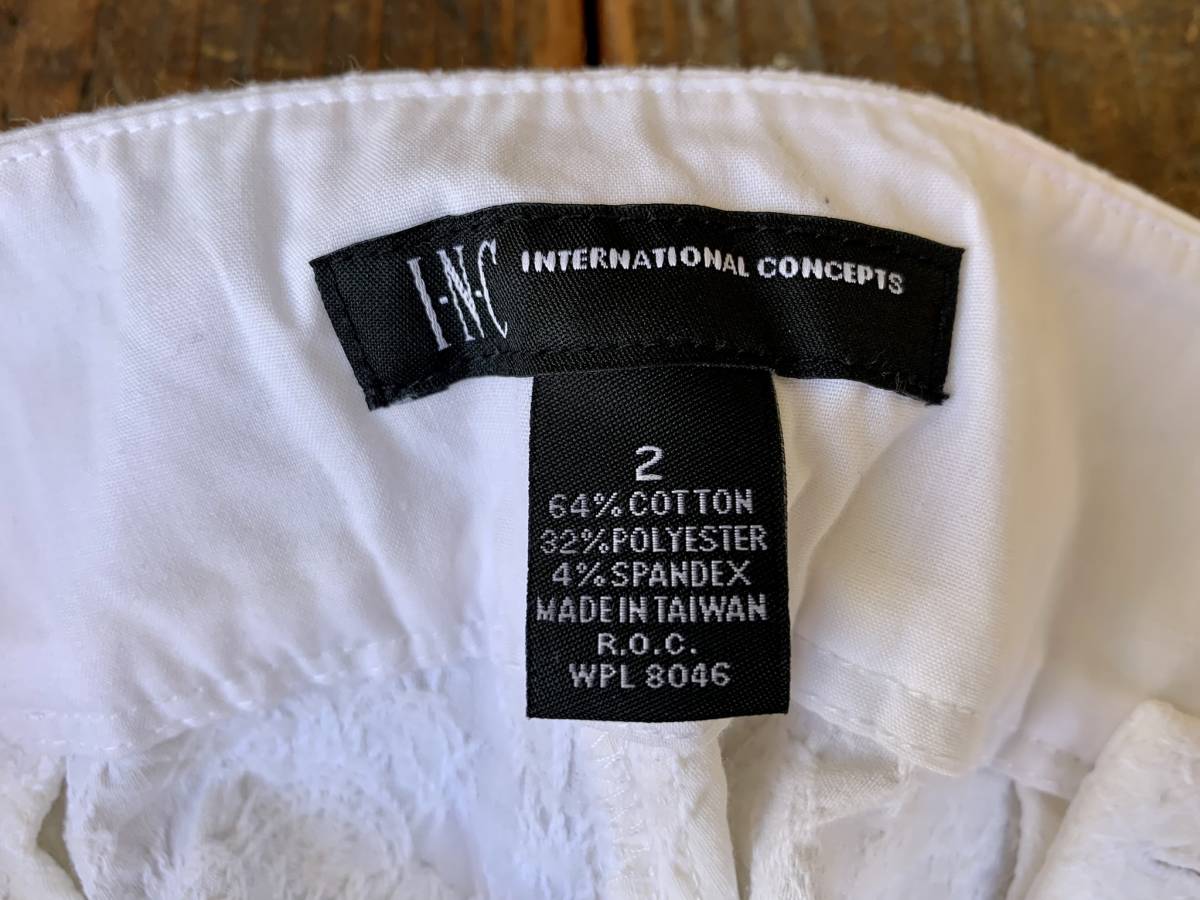 I·N·C INTERNATIONAL CONCEPTS
2
64% COTTON
32% POLYESTER
4% SPANDEX
MADE IN TAIWAN
R.O.C.
WPL 8046